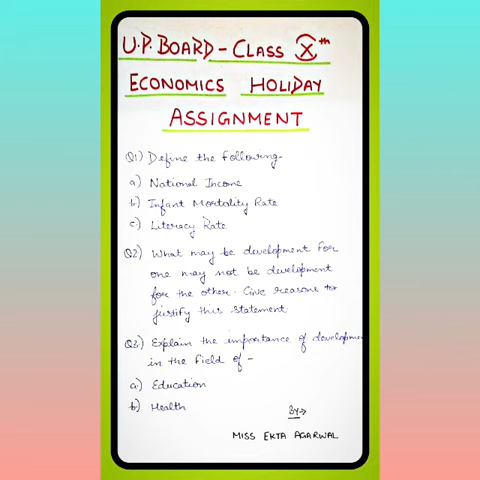 U.P. BOARD - CLASS Xth
ECONOMICS HOLIDAY
ASSIGNMENT
Q1) Define the following-
a) National Income
b) Infant Mortality Rate
c) Literacy Rate
Q2) What may be development for
one may not be development
for the other. Give reasons to
justify this statement.
Q3) Explain the importance of developmen
in the field of -
a) Education
b) Health
BY→
MISS EKTA AGARWAL